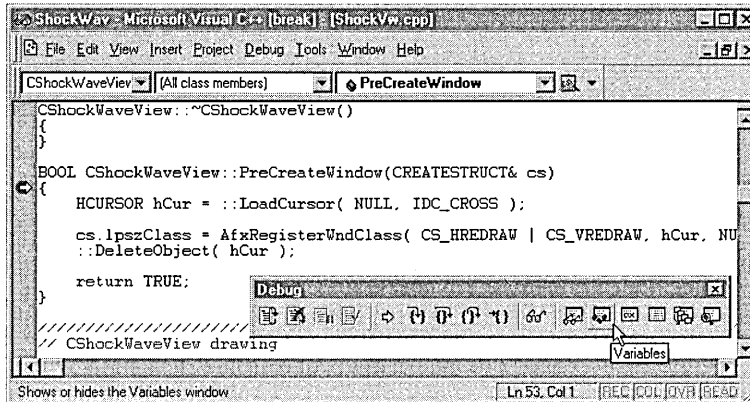 ShockWav - Microsoft Visual C++ [break] - [ShockVw.cpp]
File Edit View Insert Project Debug Tools Window Help
CShockWaveView (All class members) PreCreateWindow
CShockWaveView::~CShockWaveView()
{
}
BOOL CShockWaveView::PreCreateWindow(CREATESTRUCT& cs)
{
HCURSOR hCur = ::LoadCursor( NULL, IDC_CROSS );
cs.lpszClass = AfxRegisterWndClass( CS_HREDRAW | CS_VREDRAW, hCur, NU
::DeleteObject( hCur );
return TRUE;
}
Debug
/////////////////
// CShockWaveView drawing
Variables
Shows or hides the Variables window Ln 53, Col 1 REC COL OVR READ